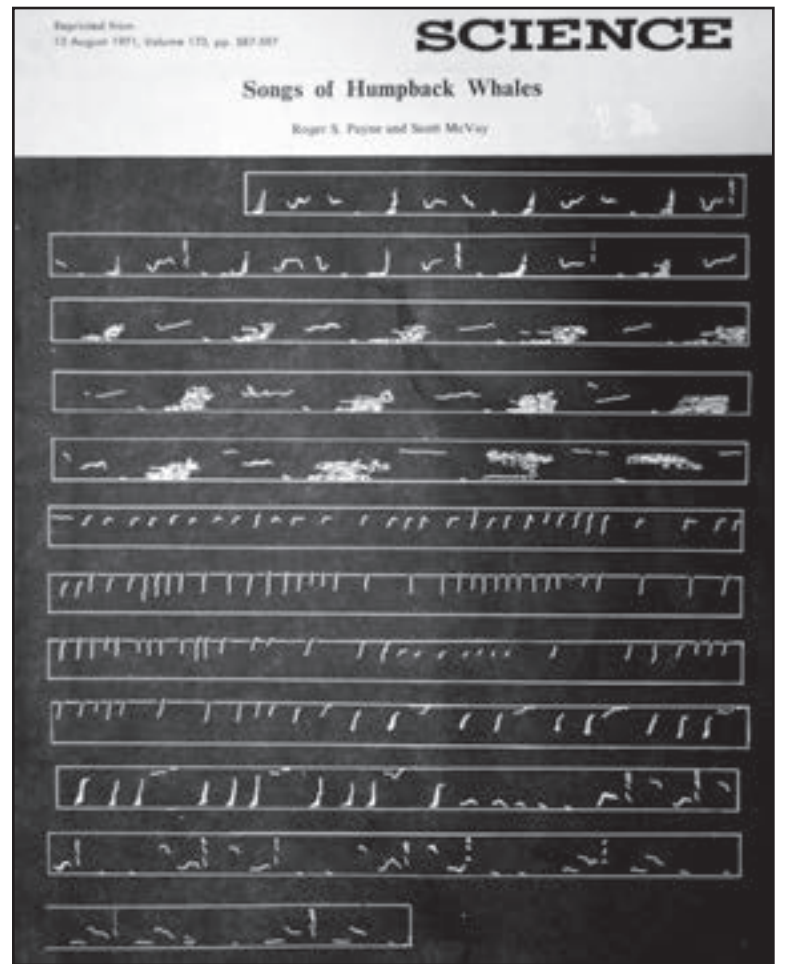 Reprinted from
SCIENCE
13 August 1971, Volume 173, pp. 587-597
Songs of Humpback Whales
Roger S. Payne and Scott McVay